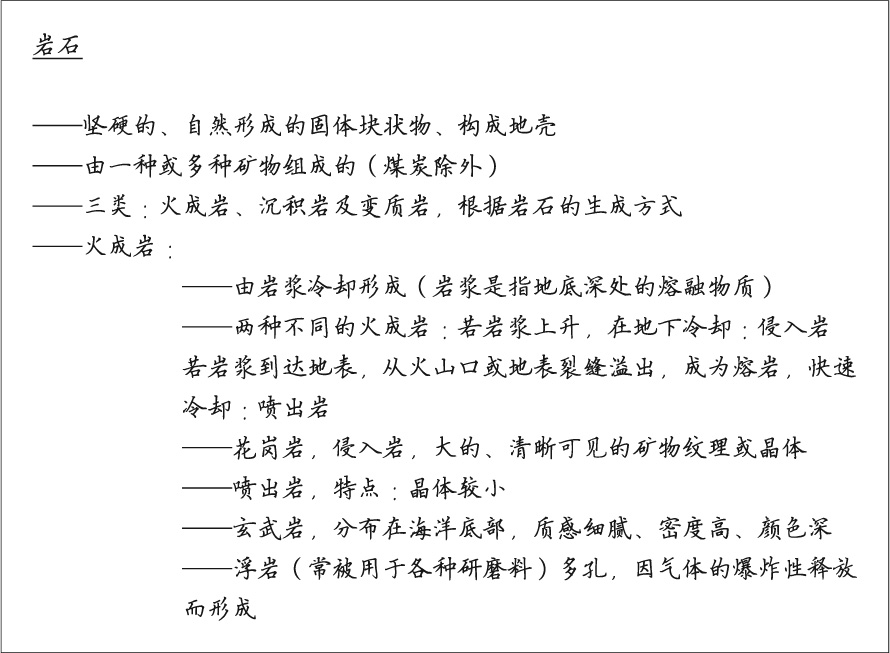 岩石
——坚硬的、自然形成的固体块状物、构成地壳
——由一种或多种矿物组成的（煤炭除外）
——三类：火成岩、沉积岩及变质岩，根据岩石的生成方式
——火成岩：
——由岩浆冷却形成（岩浆是指地底深处的熔融物质）
——两种不同的火成岩：若岩浆上升，在地下冷却：侵入岩
若岩浆到达地表，从火山口或地表裂缝溢出，成为熔岩，快速
冷却：喷出岩
——花岗岩，侵入岩，大的、清晰可见的矿物纹理或晶体
——喷出岩，特点：晶体较小
——玄武岩，分布在海洋底部，质感细腻、密度高、颜色深
——浮岩（常被用于各种研磨料）多孔，因气体的爆炸性释放
而形成